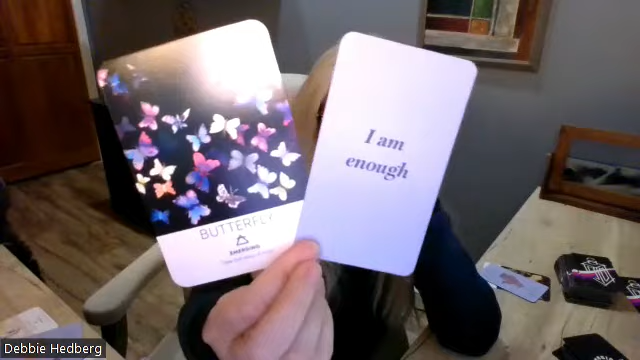 BUTTERFLY
EMERGING
I am
enough
Debbie Hedberg